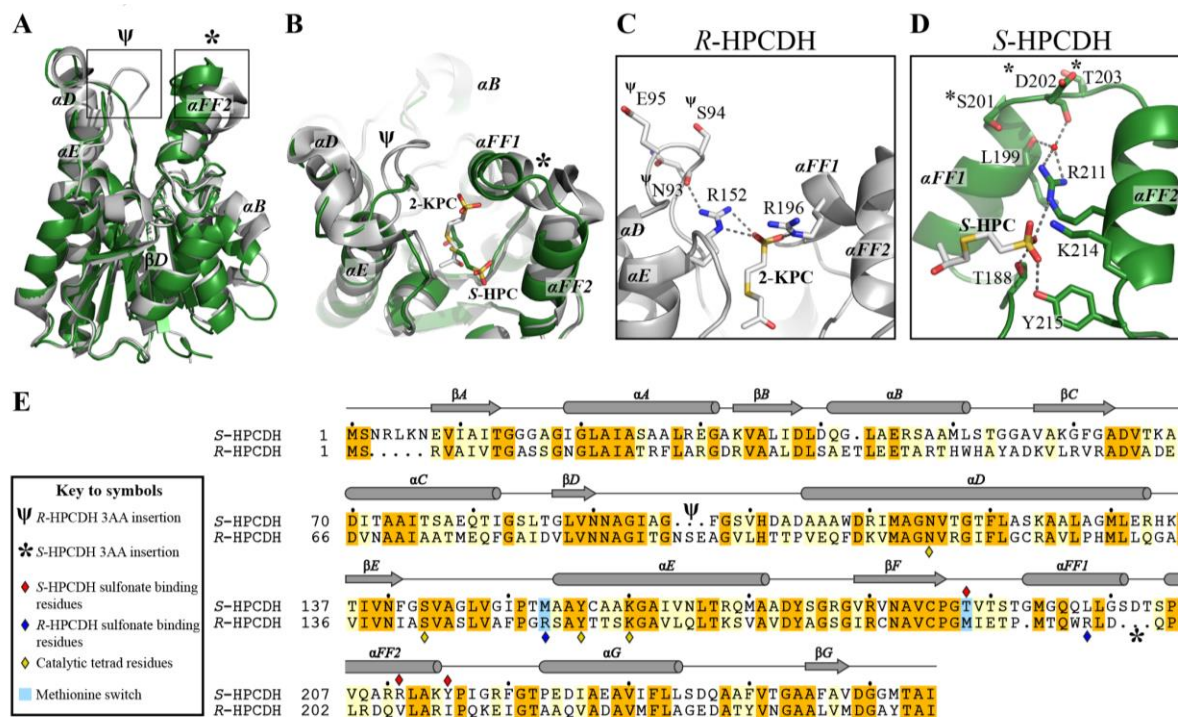 A
B
C
R-HPCDH
D
S-HPCDH
Ψ
*
αD
αFF2
αE
αB
βD
αB
αD
Ψ
αFF1
*
2-KPC
αE
S-HPC
αFF2
ΨE95
ΨS94
ΨN93
R152
R196
αFF1
αD
αE
2-KPC
αFF2
*S201
*D202
*T203
L199
R211
αFF1
αFF2
S-HPC
K214
T188
Y215
E
βA αA βB αB βC
S-HPCDH 1 MSNRLKNEVIAITGGGAGIGLAIASAALREGAKVALIDLDQG.LAERSAAMLSTGGAVAKGFGADVTKA
R-HPCDH 1 MS.....RVAIVTGASSGNGLAIATRFLARGDRVAALDLSAETLEETARTHWHAYADKVLRVRADVADE
αC βD Ψ αD
S-HPCDH 70 DITAAITSAEQTIGSLTGLVNNAGIAG...FGSVHDADAAAWDRIMAGNVTGTFLASKAALAGMLERHK
R-HPCDH 66 DVNAAIAATMEQFGAIDVLVNNAGITGNSEAGVLHTTPVEQFDKVMAGNVRGIFLGCRAVLPHMLLQGA
βE αE βF αFF1
S-HPCDH 137 TIVNFGSVAGLVGIPTMAAYCAAKGAIVNLTRQMAADYSGRGVRVNAVCPGTVTSTGMGQQLLGSDTSP
R-HPCDH 136 VIVNIASVASLVAFPGRSAYTTSKGAVLQLTKSVAVDYAGSGIRCNAVCPGMIETP.MTQWRLD...QP
*
αFF2 αG βG
S-HPCDH 207 VQARRLAKYPIGRFGTPEDIAEAVIFLLSDQAAFVTGAAFAVDGGMTAI
R-HPCDH 202 LRDQVLARIPQKEIGTAAQVADAVMFLAGEDATYVNGAALVMDGAYTAI
Key to symbols
Ψ R-HPCDH 3AA insertion
* S-HPCDH 3AA insertion
S-HPCDH sulfonate binding
residues
R-HPCDH sulfonate binding
residues
Catalytic tetrad residues
Methionine switch